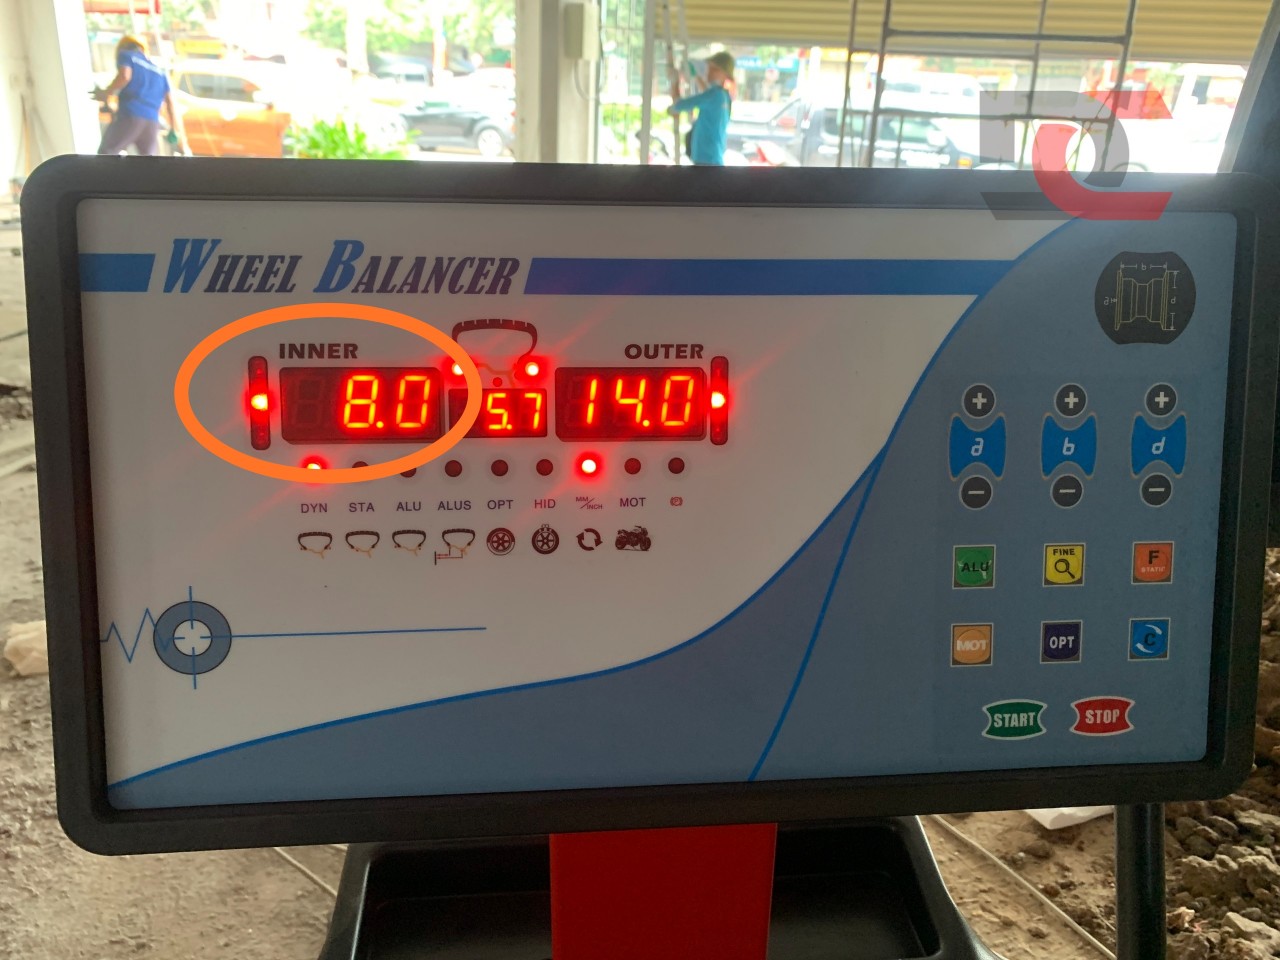 WHEEL BALANCER
INNER
OUTER
8.0
5.7
14.0
DYN STA ALU ALUS OPT HID MM/INCH MOT
b
a
d
+ + +
a b d
− − −
ALU
FINE
F
STATIC
MOT
OPT
C
START
STOP